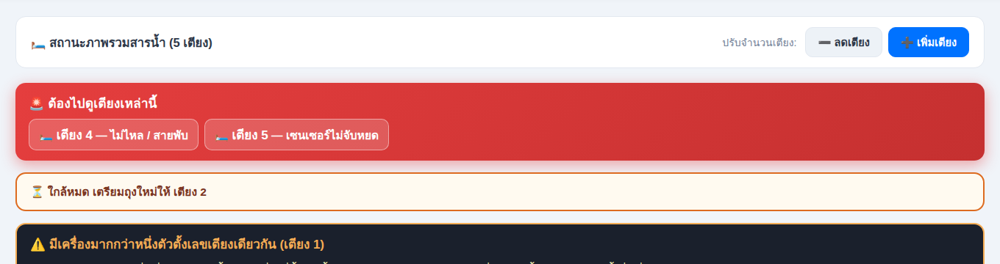 🛏️ สถานะภาพรวมสารน้ำ (5 เตียง)
ปรับจำนวนเตียง: ➖ ลดเตียง ➕ เพิ่มเตียง
🚨 ต้องไปดูเตียงเหล่านี้
🛏️ เตียง 4 — ไม่ไหล / สายพับ 🛏️ เตียง 5 — เซนเซอร์ไม่จับหยด
⏳ ใกล้หมด เตรียมถุงใหม่ให้ เตียง 2
⚠️ มีเครื่องมากกว่าหนึ่งตัวตั้งเลขเตียงเดียวกัน (เตียง 1)